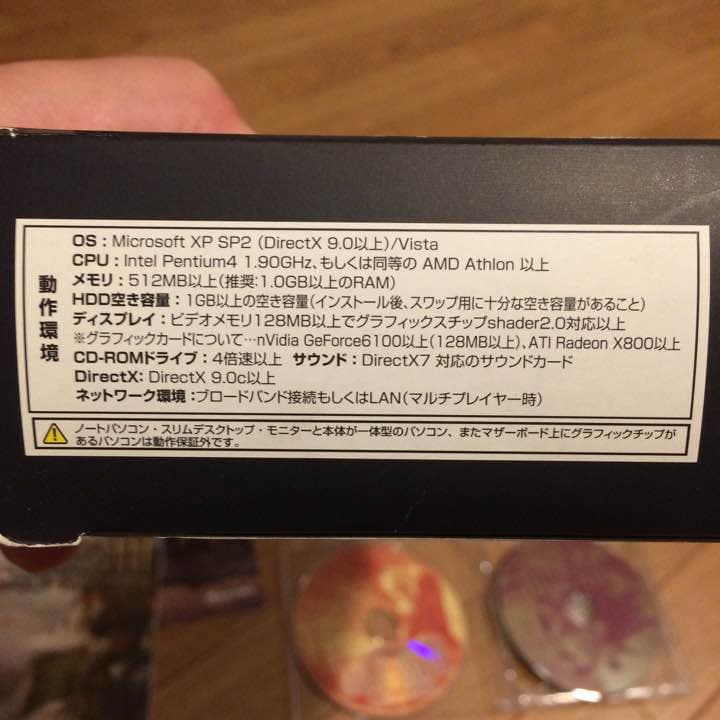 動作環境
OS：Microsoft XP SP2（DirectX 9.0以上）/Vista
CPU：Intel Pentium4 1.90GHz、もしくは同等の AMD Athlon 以上
メモリ：512MB以上（推奨：1.0GB以上のRAM）
HDD空き容量：1GB以上の空き容量（インストール後、スワップ用に十分な空き容量があること）
ディスプレイ：ビデオメモリ128MB以上でグラフィックスチップshader2.0対応以上
※グラフィックカードについて…nVidia GeForce6100以上（128MB以上）、ATI Radeon X800以上
CD-ROMドライブ：4倍速以上 サウンド：DirectX7 対応のサウンドカード
DirectX：DirectX 9.0c以上
ネットワーク環境：ブロードバンド接続もしくはLAN（マルチプレイヤー時）
ノートパソコン・スリムデスクトップ・モニターと本体が一体型のパソコン、またマザーボード上にグラフィックチップが
あるパソコンは動作保証外です。